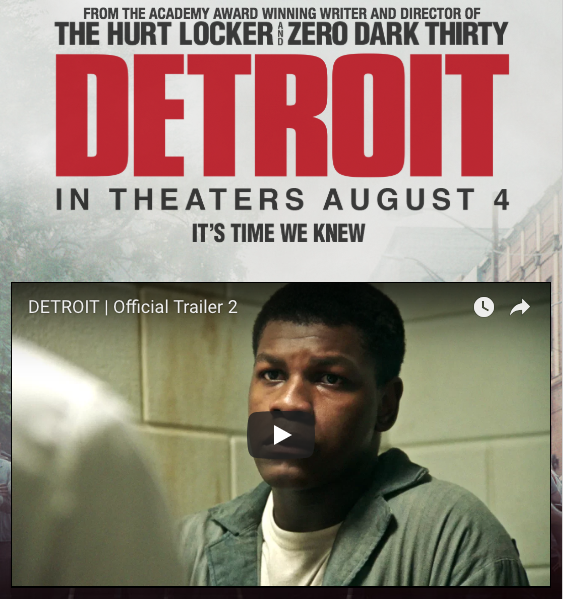 FROM THE ACADEMY AWARD WINNING WRITER AND DIRECTOR OF
THE HURT LOCKER AND ZERO DARK THIRTY
DETROIT
IN THEATERS AUGUST 4
IT'S TIME WE KNEW
DETROIT | Official Trailer 2